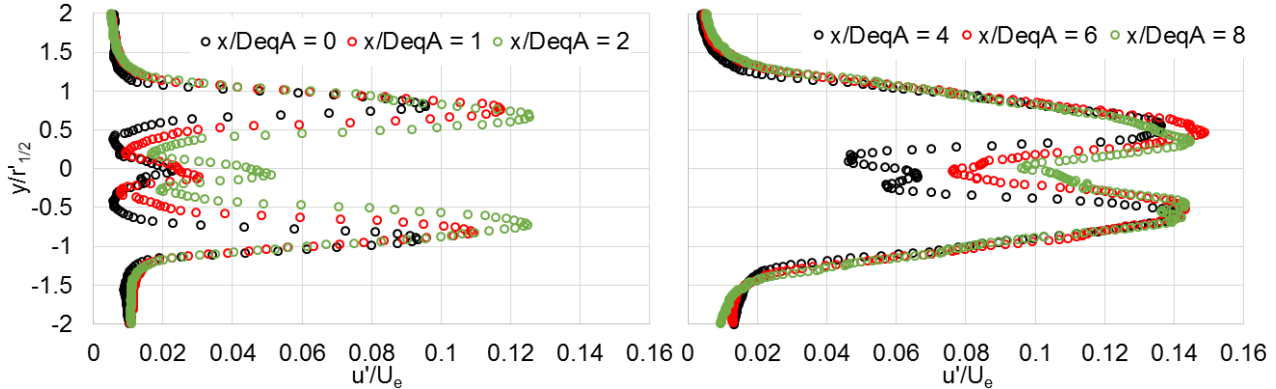 x/DeqA = 0 x/DeqA = 1 x/DeqA = 2
2
1.5
1
0.5
0
-0.5
-1
-1.5
-2
y/r'1/2
0 0.02 0.04 0.06 0.08 0.1 0.12 0.14 0.16
u'/Ue
x/DeqA = 4 x/DeqA = 6 x/DeqA = 8
0 0.02 0.04 0.06 0.08 0.1 0.12 0.14 0.16
u'/Ue